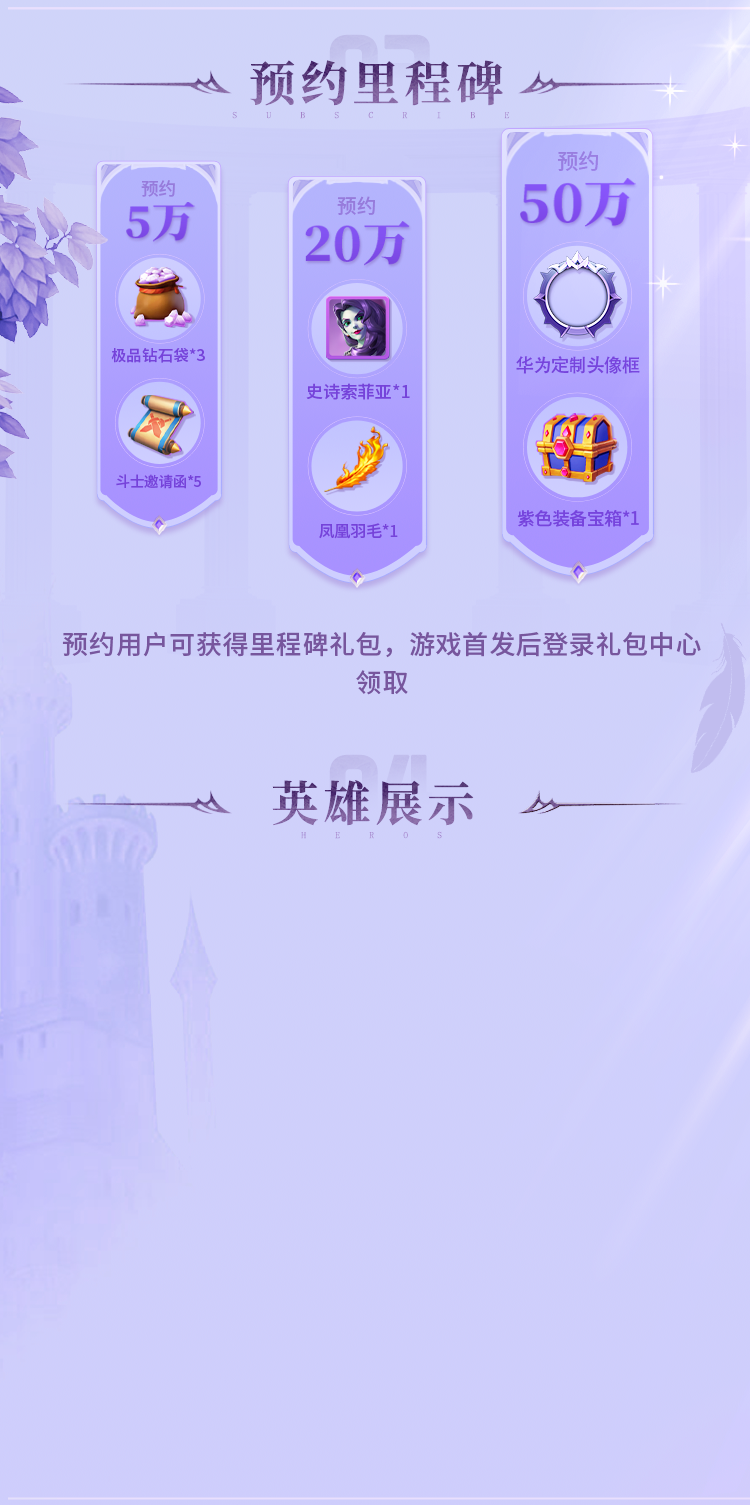 03
预约里程碑
SUBSCRIBE
预约
5万
极品钻石袋*3
斗士邀请函*5
预约
20万
史诗索菲亚*1
凤凰羽毛*1
预约
50万
华为定制头像框
紫色装备宝箱*1
预约用户可获得里程碑礼包，游戏首发后登录礼包中心
领取
04
英雄展示
HEROS